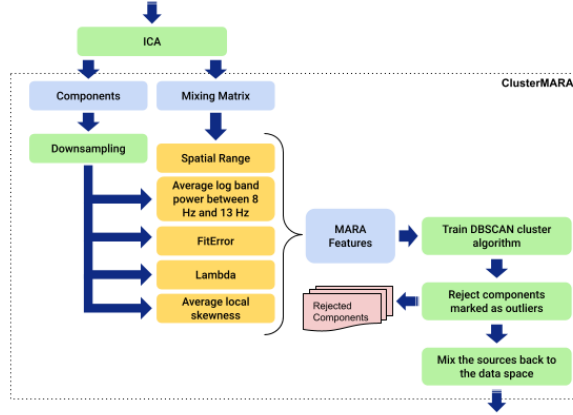 ICA
ClusterMARA
Components
Mixing Matrix
Downsampling
Spatial Range
Average log band
power between 8
Hz and 13 Hz
FitError
Lambda
Average local
skewness
MARA
Features
Train DBSCAN cluster
algorithm
Rejected
Components
Reject components
marked as outliers
Mix the sources back to
the data space